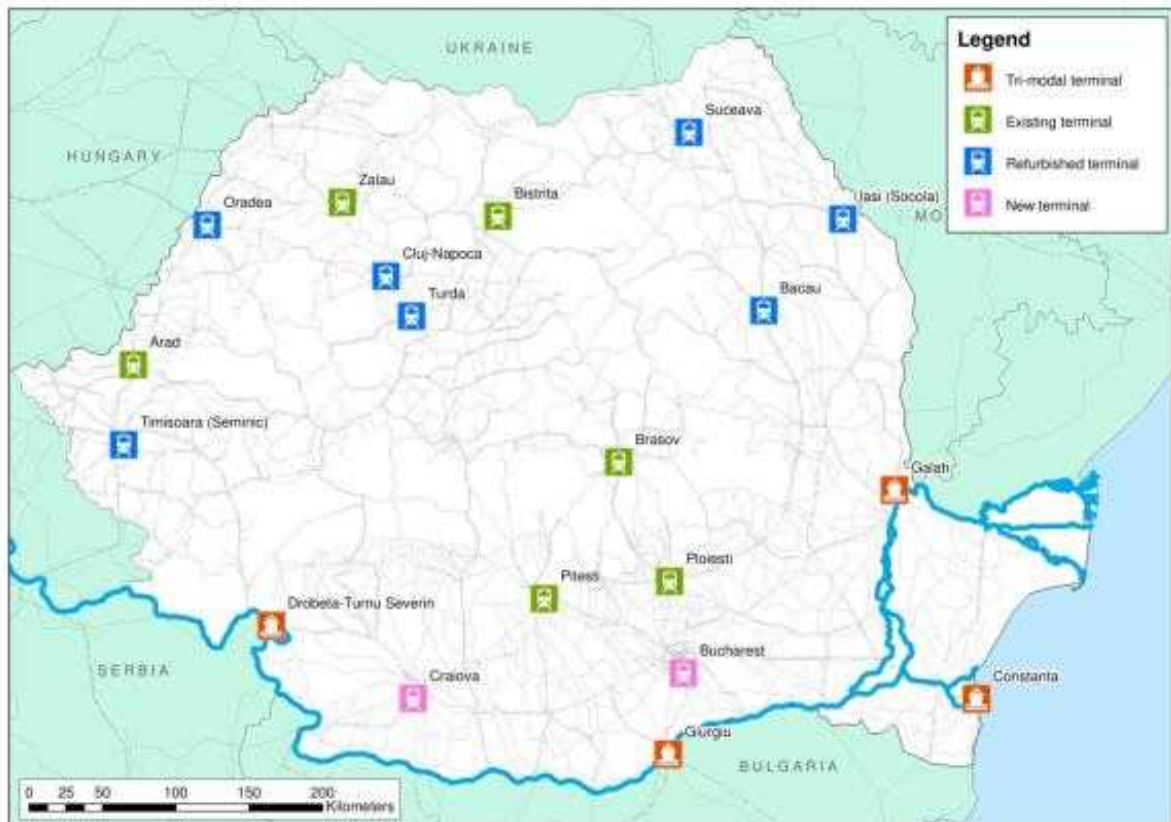 UKRAINE
Legend
Tri-modal terminal
Existing terminal
Refurbished terminal
New terminal
Suceava
HUNGARY
Zalau
Bistrita
Oradea
Iasi (Socola)
MO
Cluj-Napoca
Turda
Bacau
Arad
Timisoara (Seminic)
Brasov
Galati
Ploiesti
Pitesti
Drobeta-Turnu Severin
Bucharest
SERBIA
Craiova
Constanta
Giurgiu
BULGARIA
0 25 50 100 150 200
Kilometers